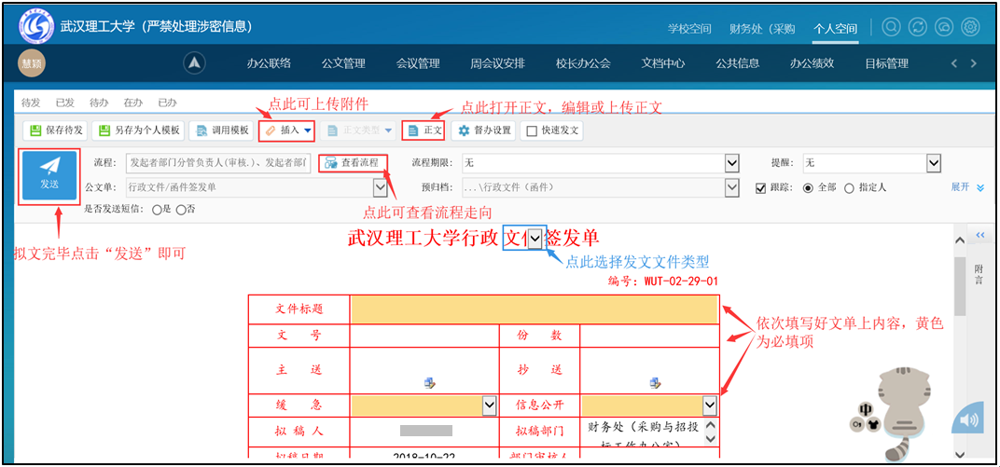 武汉理工大学（严禁处理涉密信息）
学校空间 财务处（采购 个人空间
慧颖 办公联络 公文管理 会议管理 周会议安排 校长办公会 文档中心 公共信息 办公绩效 目标管理
待发 已发 待办 在办 已办
点此可上传附件
点此打开正文，编辑或上传正文
保存待发 另存为个人模板 调用模板 插入 正文类型 正文 督办设置 快速发文
发送
流程： 发起者部门分管负责人(审核.)、发起者部门 查看流程 流程期限： 无 提醒： 无
公文单： 行政文件/函件签发单 预归档： ...\行政文件（函件） 跟踪： 全部 指定人 展开
是否发送短信： 是 否
点此可查看流程走向
拟文完毕点击“发送”即可
武汉理工大学行政 文件 签发单
点此选择发文文件类型
编号：WUT-02-29-01
附言
文件标题
依次填写好文单上内容，黄色
为必填项
文 号 份 数
主 送 抄 送
缓 急 信息公开
拟 稿 人 拟稿部门 财务处（采购与招投
标工作办公室）
拟稿日期 2018-10-22 部门审核人
中